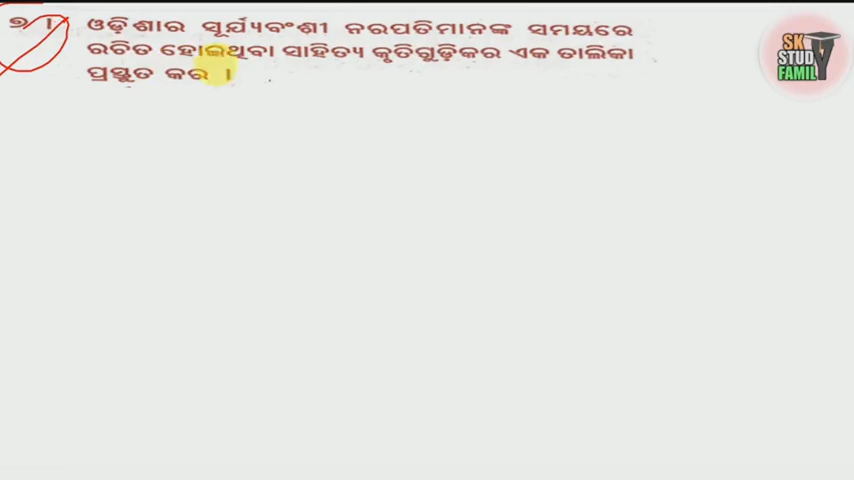 ୭ । ଓଡ଼ିଶାର ସୂର୍ଯ୍ୟବଂଶୀ ନରପତିମାନଙ୍କ ସମୟରେ
ରଚିତ ହୋଇଥିବା ସାହିତ୍ୟ କୃତିଗୁଡ଼ିକର ଏକ ତାଲିକା
ପ୍ରସ୍ତୁତ କର ।
SK
STUDY
FAMILY